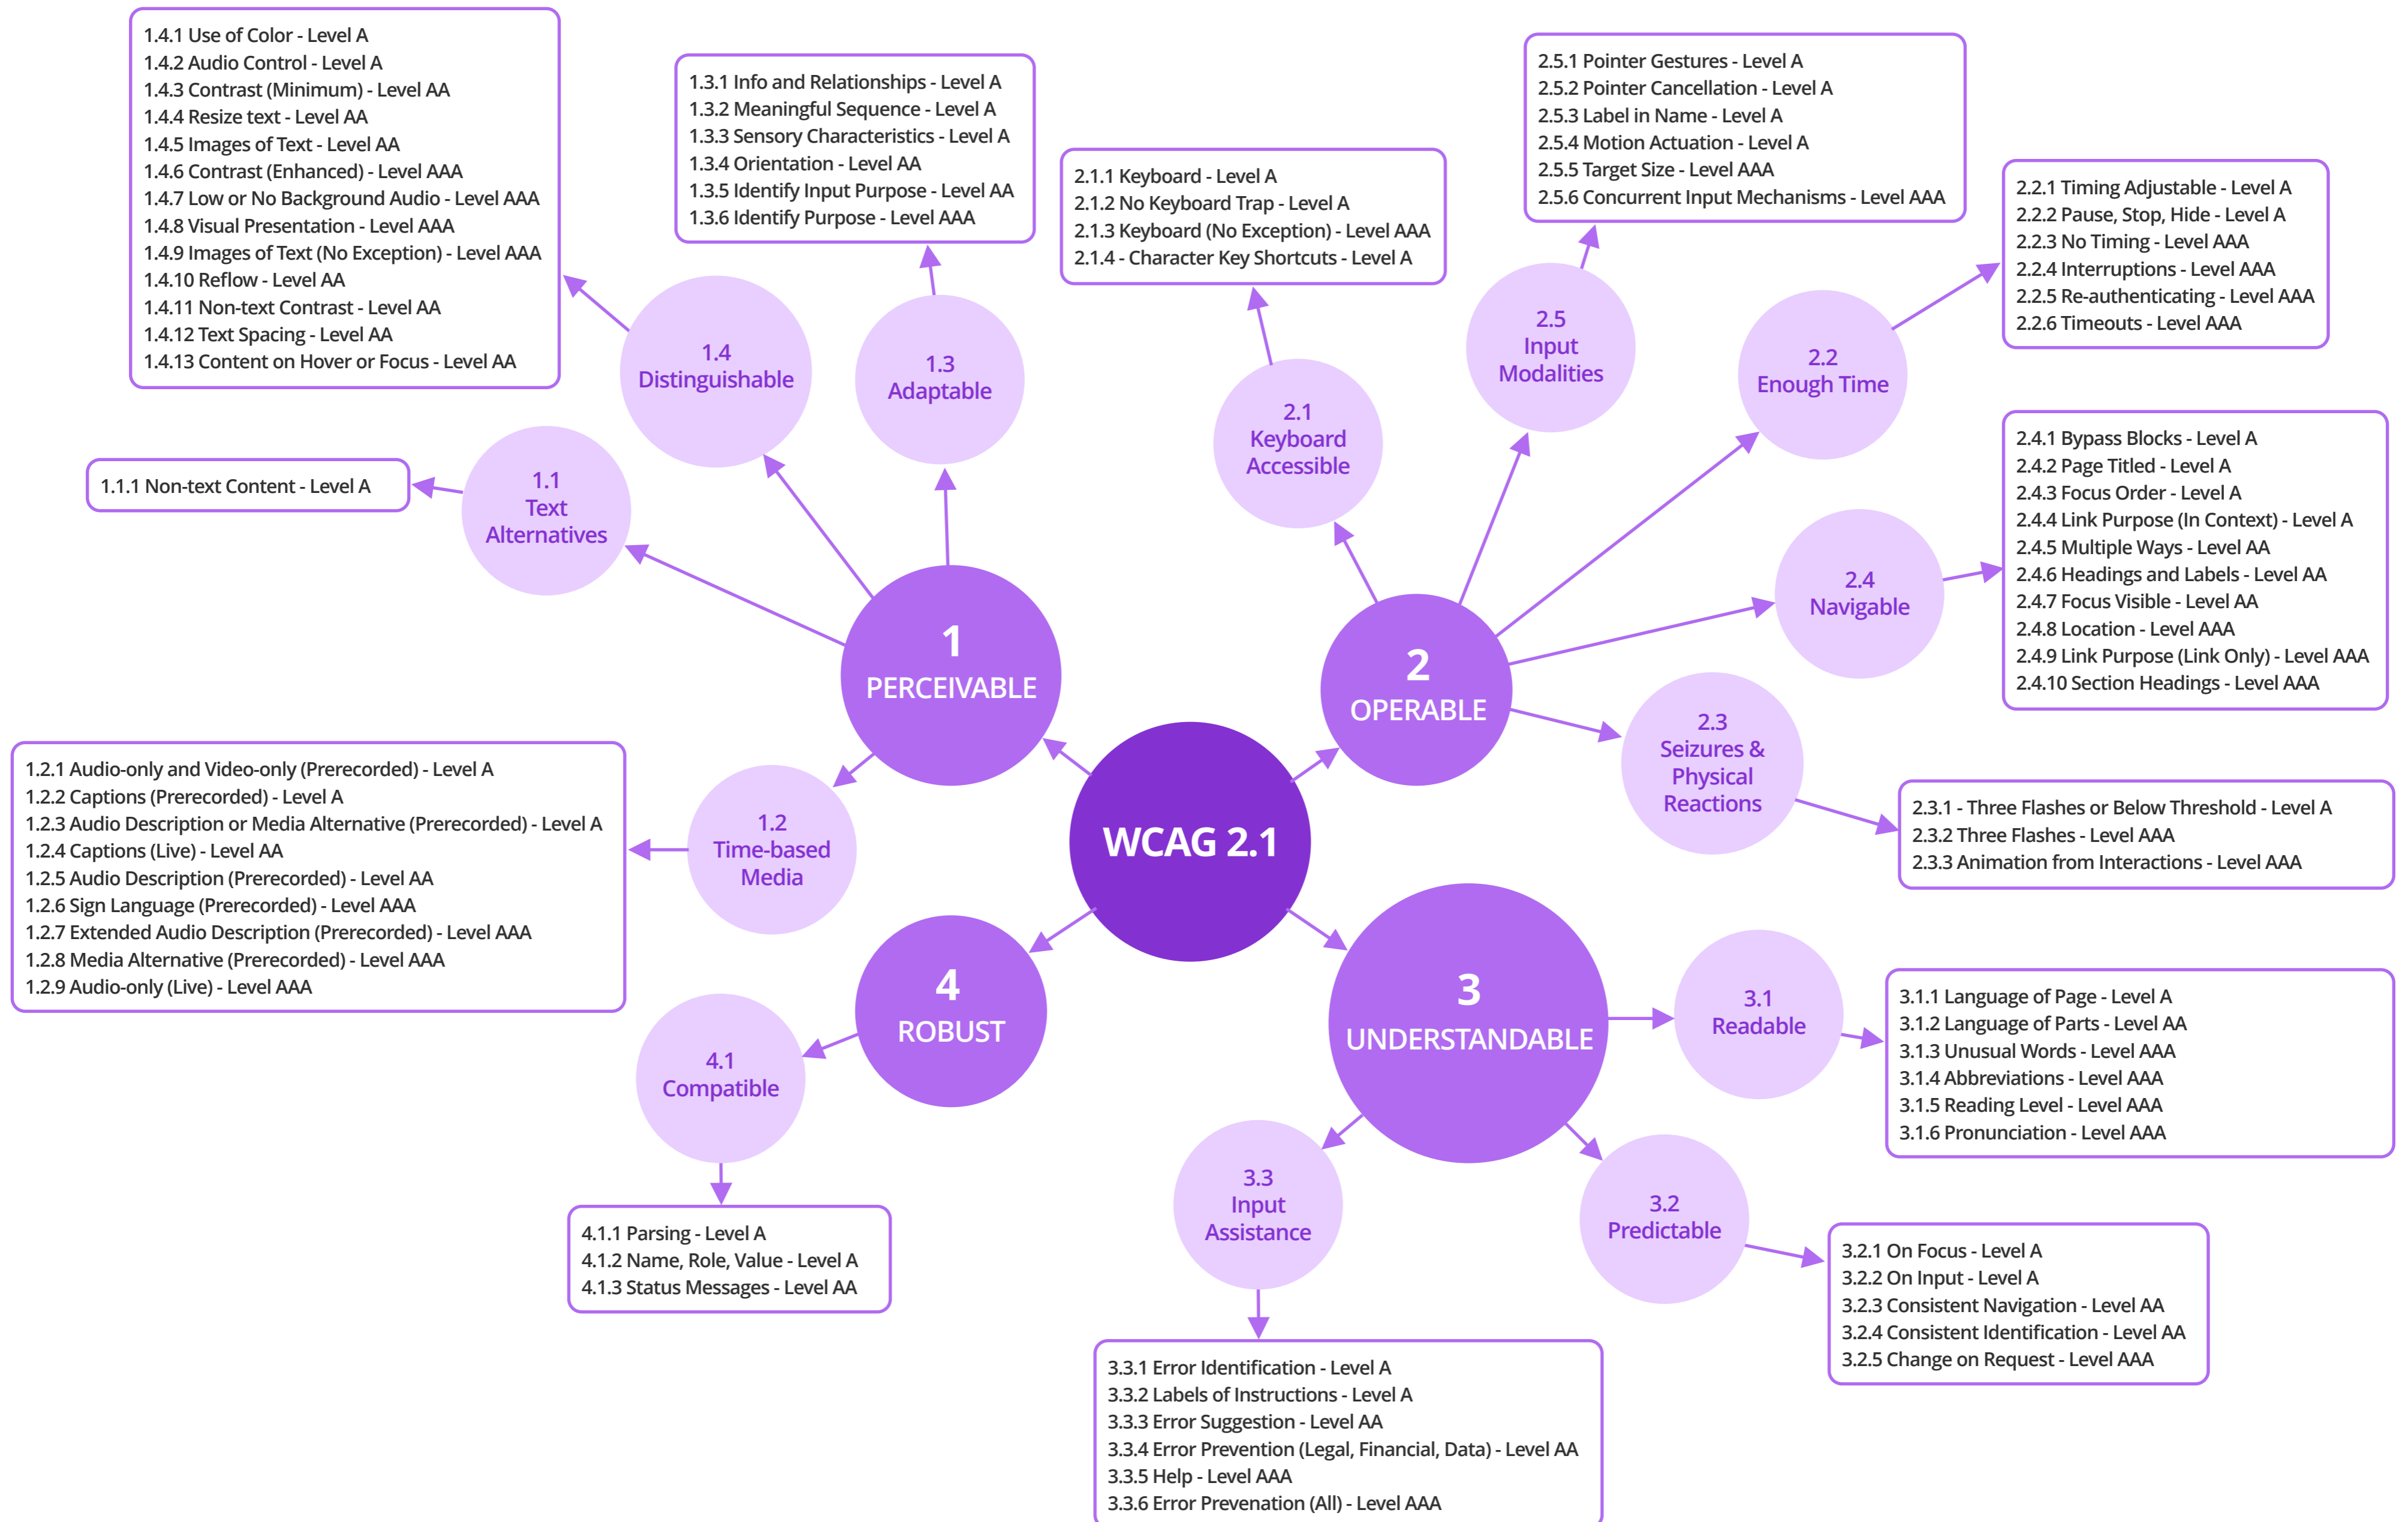 WCAG 2.1
1
PERCEIVABLE
1.1
Text
Alternatives
1.1.1 Non-text Content - Level A
1.2
Time-based
Media
1.2.1 Audio-only and Video-only (Prerecorded) - Level A
1.2.2 Captions (Prerecorded) - Level A
1.2.3 Audio Description or Media Alternative (Prerecorded) - Level A
1.2.4 Captions (Live) - Level AA
1.2.5 Audio Description (Prerecorded) - Level AA
1.2.6 Sign Language (Prerecorded) - Level AAA
1.2.7 Extended Audio Description (Prerecorded) - Level AAA
1.2.8 Media Alternative (Prerecorded) - Level AAA
1.2.9 Audio-only (Live) - Level AAA
1.3
Adaptable
1.3.1 Info and Relationships - Level A
1.3.2 Meaningful Sequence - Level A
1.3.3 Sensory Characteristics - Level A
1.3.4 Orientation - Level AA
1.3.5 Identify Input Purpose - Level AA
1.3.6 Identify Purpose - Level AAA
1.4
Distinguishable
1.4.1 Use of Color - Level A
1.4.2 Audio Control - Level A
1.4.3 Contrast (Minimum) - Level AA
1.4.4 Resize text - Level AA
1.4.5 Images of Text - Level AA
1.4.6 Contrast (Enhanced) - Level AAA
1.4.7 Low or No Background Audio - Level AAA
1.4.8 Visual Presentation - Level AAA
1.4.9 Images of Text (No Exception) - Level AAA
1.4.10 Reflow - Level AA
1.4.11 Non-text Contrast - Level AA
1.4.12 Text Spacing - Level AA
1.4.13 Content on Hover or Focus - Level AA
2
OPERABLE
2.1
Keyboard
Accessible
2.1.1 Keyboard - Level A
2.1.2 No Keyboard Trap - Level A
2.1.3 Keyboard (No Exception) - Level AAA
2.1.4 - Character Key Shortcuts - Level A
2.2
Enough Time
2.2.1 Timing Adjustable - Level A
2.2.2 Pause, Stop, Hide - Level A
2.2.3 No Timing - Level AAA
2.2.4 Interruptions - Level AAA
2.2.5 Re-authenticating - Level AAA
2.2.6 Timeouts - Level AAA
2.3
Seizures &
Physical
Reactions
2.3.1 - Three Flashes or Below Threshold - Level A
2.3.2 Three Flashes - Level AAA
2.3.3 Animation from Interactions - Level AAA
2.4
Navigable
2.4.1 Bypass Blocks - Level A
2.4.2 Page Titled - Level A
2.4.3 Focus Order - Level A
2.4.4 Link Purpose (In Context) - Level A
2.4.5 Multiple Ways - Level AA
2.4.6 Headings and Labels - Level AA
2.4.7 Focus Visible - Level AA
2.4.8 Location - Level AAA
2.4.9 Link Purpose (Link Only) - Level AAA
2.4.10 Section Headings - Level AAA
2.5
Input
Modalities
2.5.1 Pointer Gestures - Level A
2.5.2 Pointer Cancellation - Level A
2.5.3 Label in Name - Level A
2.5.4 Motion Actuation - Level A
2.5.5 Target Size - Level AAA
2.5.6 Concurrent Input Mechanisms - Level AAA
3
UNDERSTANDABLE
3.1
Readable
3.1.1 Language of Page - Level A
3.1.2 Language of Parts - Level AA
3.1.3 Unusual Words - Level AAA
3.1.4 Abbreviations - Level AAA
3.1.5 Reading Level - Level AAA
3.1.6 Pronunciation - Level AAA
3.2
Predictable
3.2.1 On Focus - Level A
3.2.2 On Input - Level A
3.2.3 Consistent Navigation - Level AA
3.2.4 Consistent Identification - Level AA
3.2.5 Change on Request - Level AAA
3.3
Input
Assistance
3.3.1 Error Identification - Level A
3.3.2 Labels of Instructions - Level A
3.3.3 Error Suggestion - Level AA
3.3.4 Error Prevention (Legal, Financial, Data) - Level AA
3.3.5 Help - Level AAA
3.3.6 Error Prevenation (All) - Level AAA
4
ROBUST
4.1
Compatible
4.1.1 Parsing - Level A
4.1.2 Name, Role, Value - Level A
4.1.3 Status Messages - Level AA